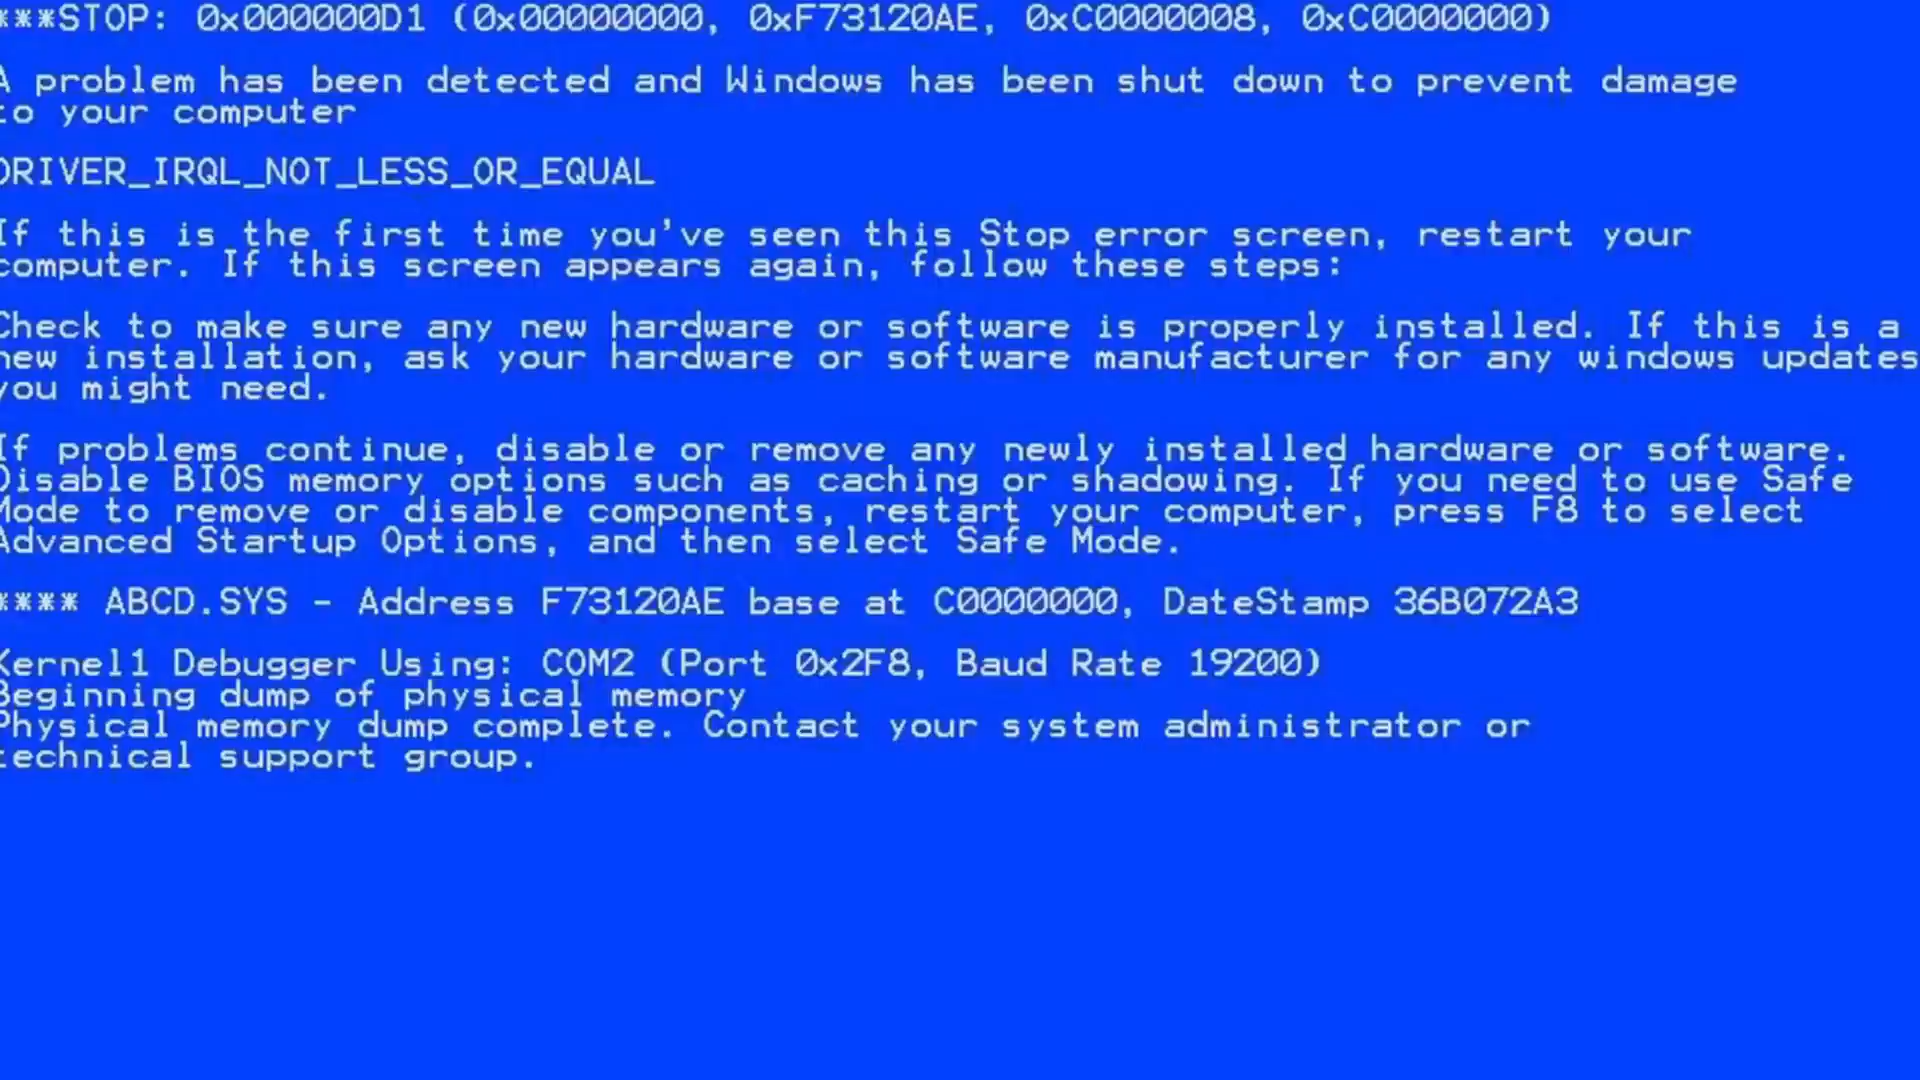 ***STOP: 0x000000D1 (0x00000000, 0xF73120AE, 0xC0000008, 0xC0000000)
A problem has been detected and Windows has been shut down to prevent damage
to your computer
DRIVER_IRQL_NOT_LESS_OR_EQUAL
If this is the first time you've seen this Stop error screen, restart your
computer. If this screen appears again, follow these steps:
Check to make sure any new hardware or software is properly installed. If this is a
new installation, ask your hardware or software manufacturer for any windows updates
you might need.
If problems continue, disable or remove any newly installed hardware or software.
Disable BIOS memory options such as caching or shadowing. If you need to use Safe
Mode to remove or disable components, restart your computer, press F8 to select
Advanced Startup Options, and then select Safe Mode.
**** ABCD.SYS - Address F73120AE base at C0000000, DateStamp 36B072A3
Kernel1 Debugger Using: COM2 (Port 0x2F8, Baud Rate 19200)
Beginning dump of physical memory
Physical memory dump complete. Contact your system administrator or
technical support group.